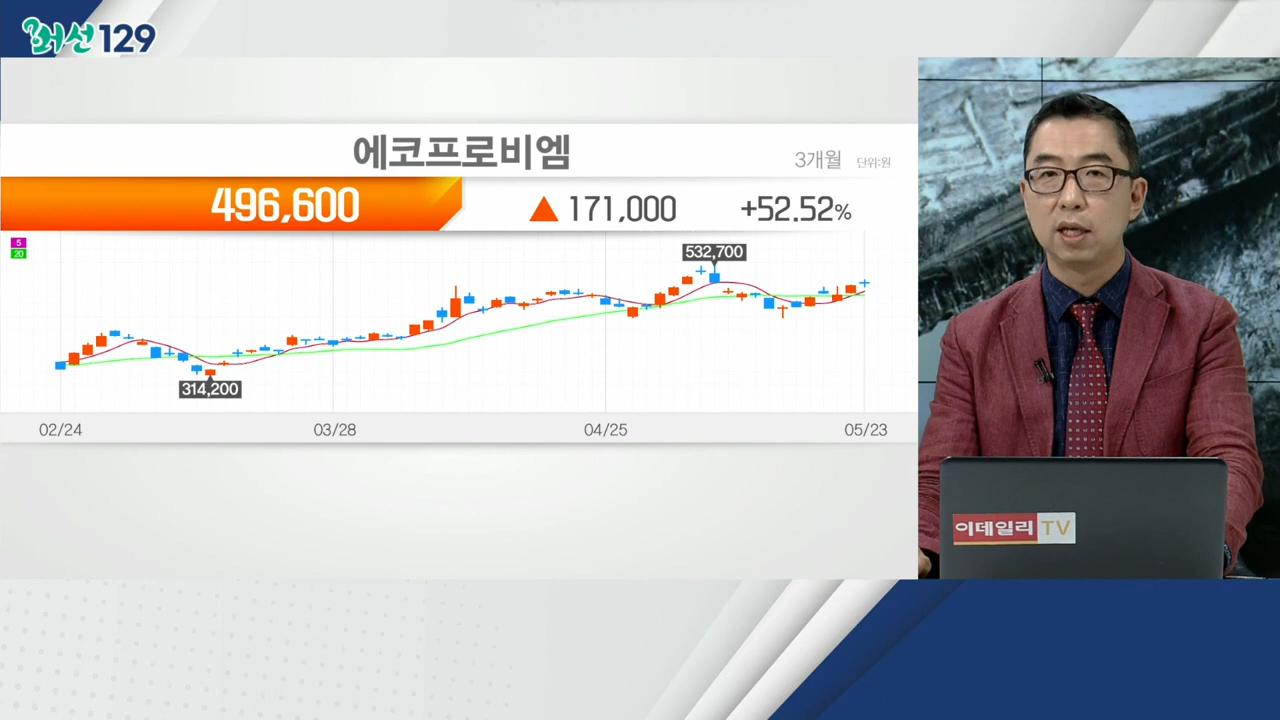 머선129
에코프로비엠
3개월 단위:원
496,600 ▲ 171,000 +52.52%
5
20
532,700
314,200
02/24 03/28 04/25 05/23
이데일리TV